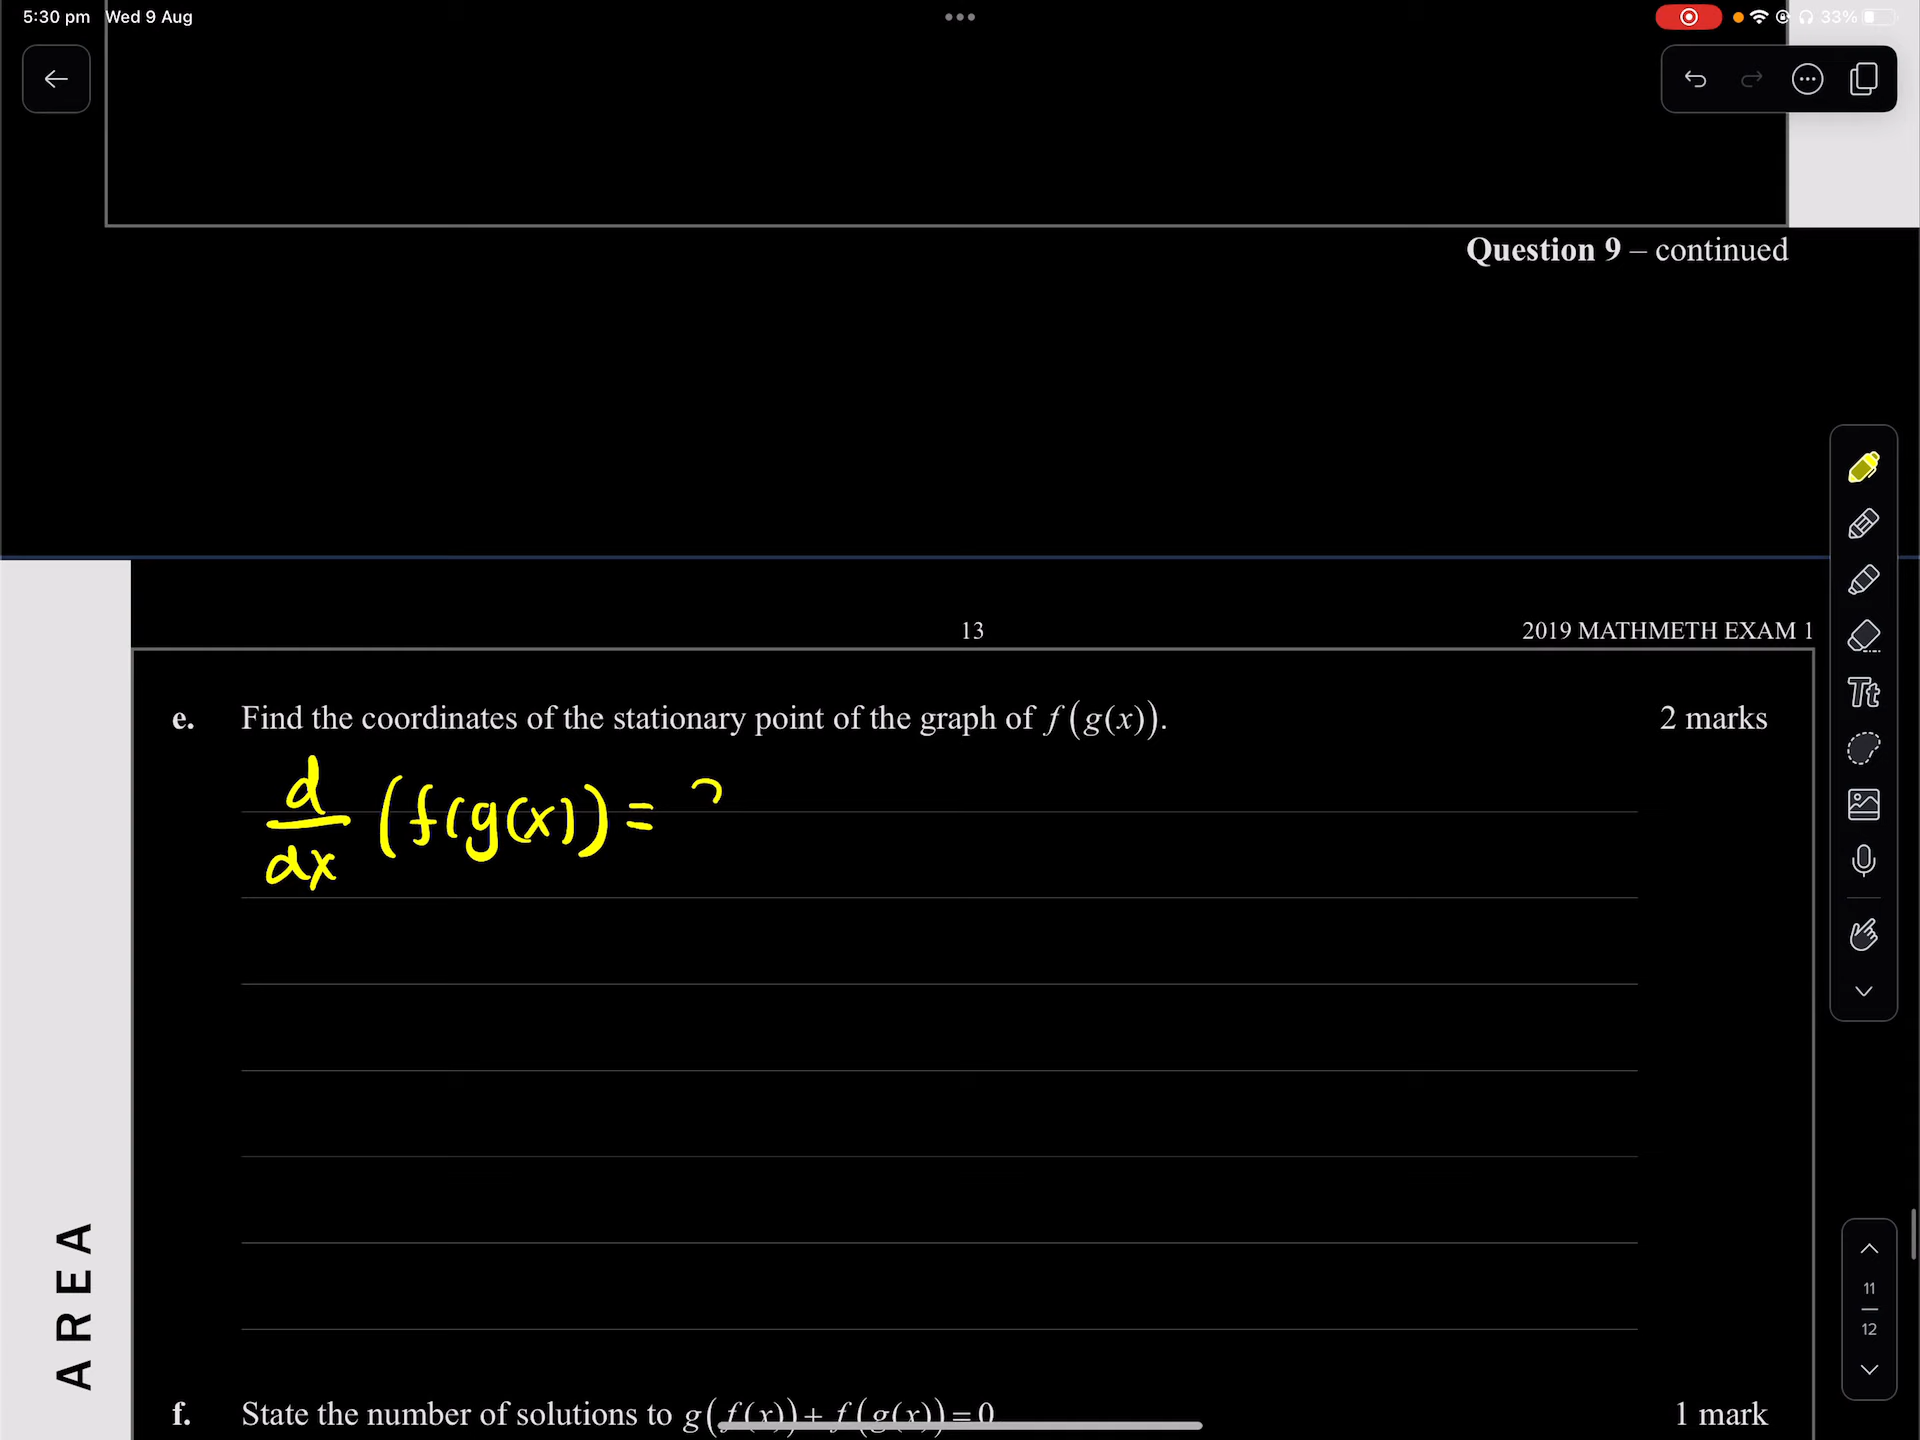 5:30 pm Wed 9 Aug
33%
Question 9 – continued
13
2019 MATHMETH EXAM 1
e. Find the coordinates of the stationary point of the graph of f(g(x)). 2 marks
d/dx (f(g(x)) = 2
Tt
AREA
11
12
f. State the number of solutions to g(f(x)) + f(g(x)) = 0 1 mark